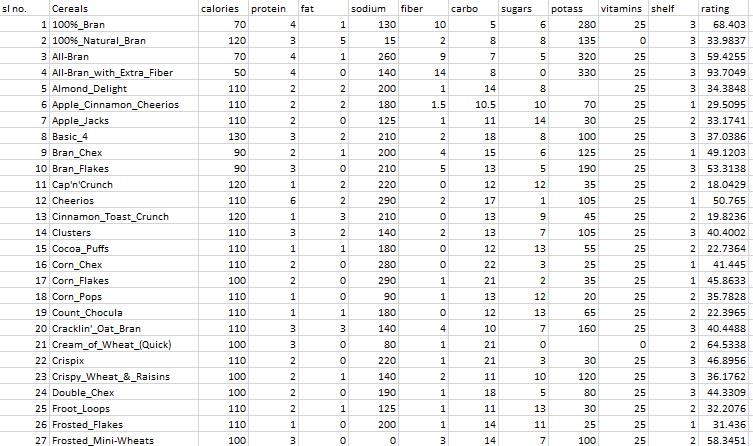 sl no. Cereals calories protein fat sodium fiber carbo sugars potass vitamins shelf rating
1 100%_Bran 70 4 1 130 10 5 6 280 25 3 68.403
2 100%_Natural_Bran 120 3 5 15 2 8 8 135 0 3 33.9837
3 All-Bran 70 4 1 260 9 7 5 320 25 3 59.4255
4 All-Bran_with_Extra_Fiber 50 4 0 140 14 8 0 330 25 3 93.7049
5 Almond_Delight 110 2 2 200 1 14 8 25 3 34.3848
6 Apple_Cinnamon_Cheerios 110 2 2 180 1.5 10.5 10 70 25 1 29.5095
7 Apple_Jacks 110 2 0 125 1 11 14 30 25 2 33.1741
8 Basic_4 130 3 2 210 2 18 8 100 25 3 37.0386
9 Bran_Chex 90 2 1 200 4 15 6 125 25 1 49.1203
10 Bran_Flakes 90 3 0 210 5 13 5 190 25 3 53.3138
11 Cap'n'Crunch 120 1 2 220 0 12 12 35 25 2 18.0429
12 Cheerios 110 6 2 290 2 17 1 105 25 1 50.765
13 Cinnamon_Toast_Crunch 120 1 3 210 0 13 9 45 25 2 19.8236
14 Clusters 110 3 2 140 2 13 7 105 25 3 40.4002
15 Cocoa_Puffs 110 1 1 180 0 12 13 55 25 2 22.7364
16 Corn_Chex 110 2 0 280 0 22 3 25 25 1 41.445
17 Corn_Flakes 100 2 0 290 1 21 2 35 25 1 45.8633
18 Corn_Pops 110 1 0 90 1 13 12 20 25 2 35.7828
19 Count_Chocula 110 1 1 180 0 12 13 65 25 2 22.3965
20 Cracklin'_Oat_Bran 110 3 3 140 4 10 7 160 25 3 40.4488
21 Cream_of_Wheat_(Quick) 100 3 0 80 1 21 0 0 2 64.5338
22 Crispix 110 2 0 220 1 21 3 30 25 3 46.8956
23 Crispy_Wheat_&_Raisins 100 2 1 140 2 11 10 120 25 3 36.1762
24 Double_Chex 100 2 0 190 1 18 5 80 25 3 44.3309
25 Froot_Loops 110 2 1 125 1 11 13 30 25 2 32.2076
26 Frosted_Flakes 110 1 0 200 1 14 11 25 25 1 31.436
27 Frosted_Mini-Wheats 100 3 0 0 3 14 7 100 25 2 58.3451